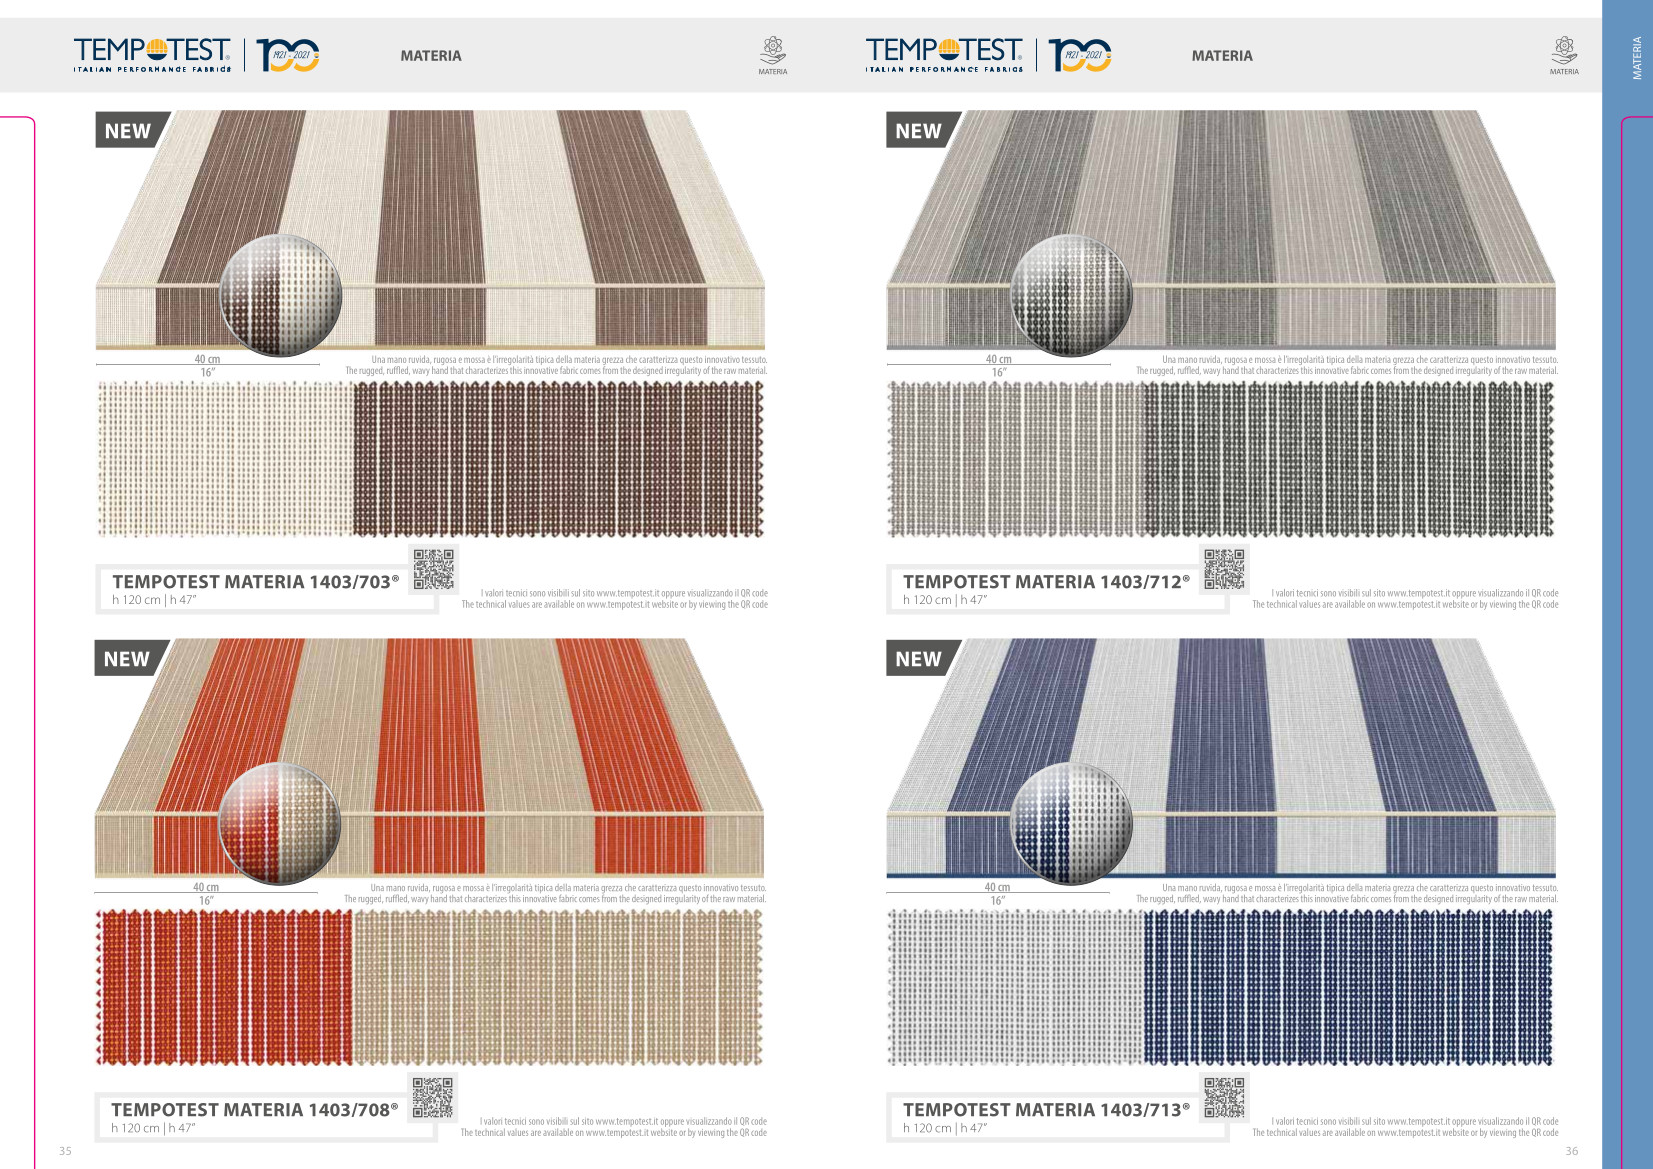 TEMPOTEST®
ITALIAN PERFORMANCE FABRICS
100
1921 - 2021
MATERIA
MATERIA
NEW
40 cm
16”
Una mano ruvida, rugosa e mossa è l’irregolarità tipica della materia grezza che caratterizza questo innovativo tessuto.
The rugged, ruffled, wavy hand that characterizes this innovative fabric comes from the designed irregularity of the raw material.
TEMPOTEST MATERIA 1403/703®
h 120 cm | h 47”
I valori tecnici sono visibili sul sito www.tempotest.it oppure visualizzando il QR code
The technical values are available on www.tempotest.it website or by viewing the QR code
NEW
40 cm
16”
Una mano ruvida, rugosa e mossa è l’irregolarità tipica della materia grezza che caratterizza questo innovativo tessuto.
The rugged, ruffled, wavy hand that characterizes this innovative fabric comes from the designed irregularity of the raw material.
TEMPOTEST MATERIA 1403/708®
h 120 cm | h 47”
I valori tecnici sono visibili sul sito www.tempotest.it oppure visualizzando il QR code
The technical values are available on www.tempotest.it website or by viewing the QR code
35
TEMPOTEST®
ITALIAN PERFORMANCE FABRICS
100
1921 - 2021
MATERIA
MATERIA
MATERIA
NEW
40 cm
16”
Una mano ruvida, rugosa e mossa è l’irregolarità tipica della materia grezza che caratterizza questo innovativo tessuto.
The rugged, ruffled, wavy hand that characterizes this innovative fabric comes from the designed irregularity of the raw material.
TEMPOTEST MATERIA 1403/712®
h 120 cm | h 47”
I valori tecnici sono visibili sul sito www.tempotest.it oppure visualizzando il QR code
The technical values are available on www.tempotest.it website or by viewing the QR code
NEW
40 cm
16”
Una mano ruvida, rugosa e mossa è l’irregolarità tipica della materia grezza che caratterizza questo innovativo tessuto.
The rugged, ruffled, wavy hand that characterizes this innovative fabric comes from the designed irregularity of the raw material.
TEMPOTEST MATERIA 1403/713®
h 120 cm | h 47”
I valori tecnici sono visibili sul sito www.tempotest.it oppure visualizzando il QR code
The technical values are available on www.tempotest.it website or by viewing the QR code
36